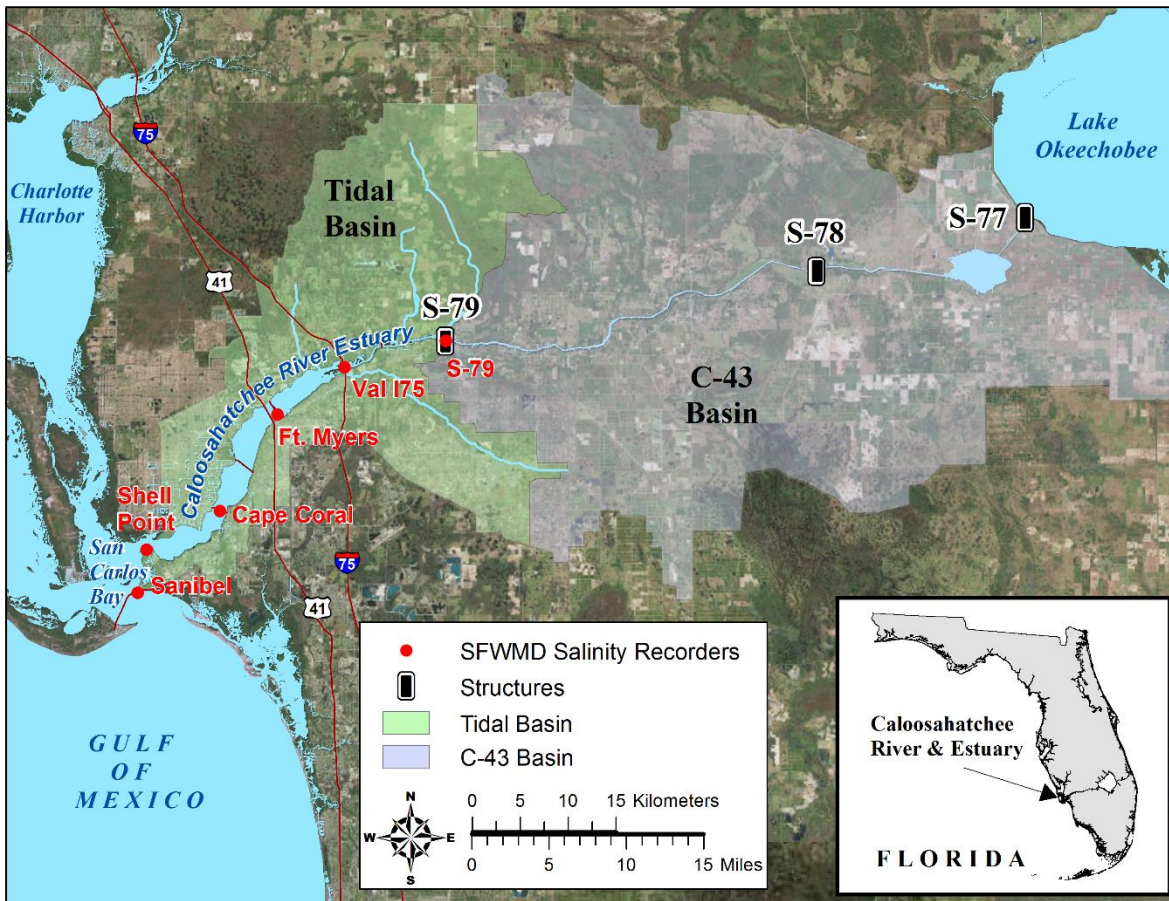 75
Charlotte
Harbor
41
Tidal
Basin
Lake
Okeechobee
S-77
S-78
S-79
S-79
C-43
Basin
Caloosahatchee River Estuary
Val I75
Ft. Myers
Cape Coral
Shell
Point
San
Carlos
Bay
Sanibel
75
41
GULF
OF
MEXICO
SFWMD Salinity Recorders
Structures
Tidal Basin
C-43 Basin
N
W E
S
0 5 10 15 Kilometers
0 5 10 15
Miles
Caloosahatchee
River & Estuary
FLORIDA